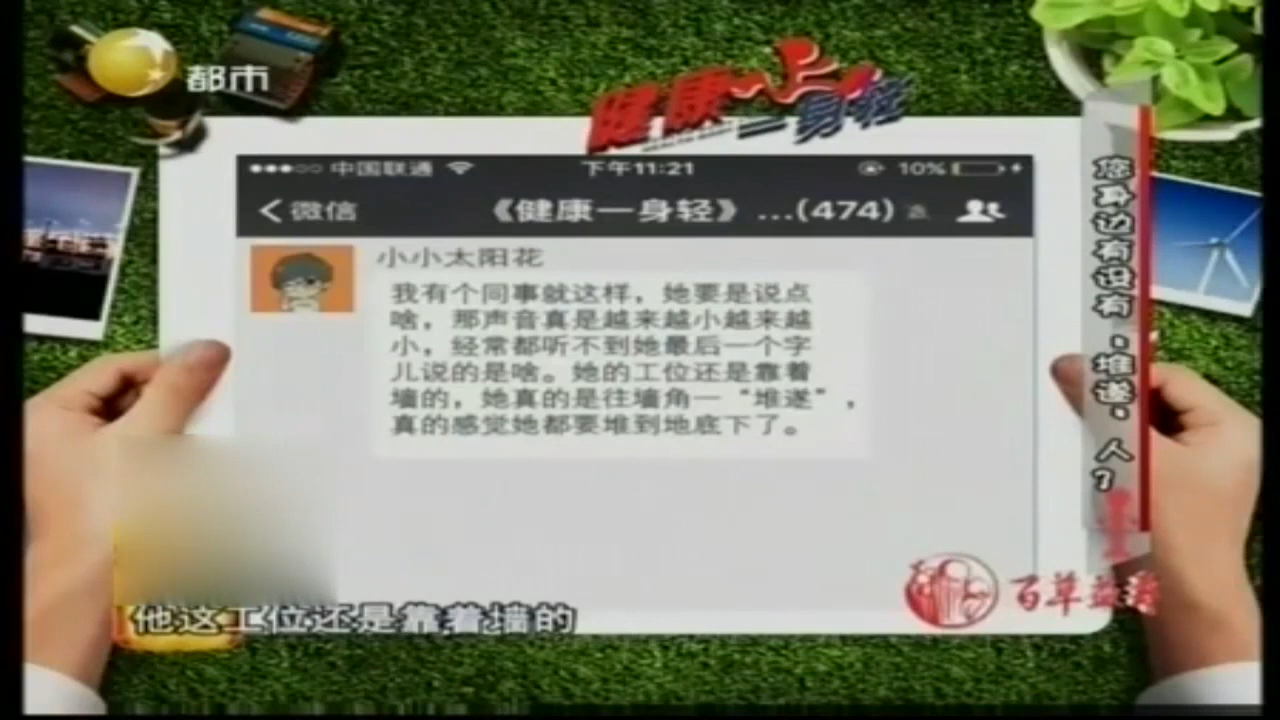 都市
健康一身轻
中国联通 下午11:21 10%
微信 《健康一身轻》 ...(474)
小小太阳花
我有个同事就这样，她要是说点
啥，那声音真是越来越小越来越
小，经常都听不到她最后一个字
儿说的是啥。她的工位还是靠着
墙的，她真的是往墙角一“堆遂”，
真的感觉她都要堆到地底下了。
您身边有没有“堆遂”人？
他这工位还是靠着墙的